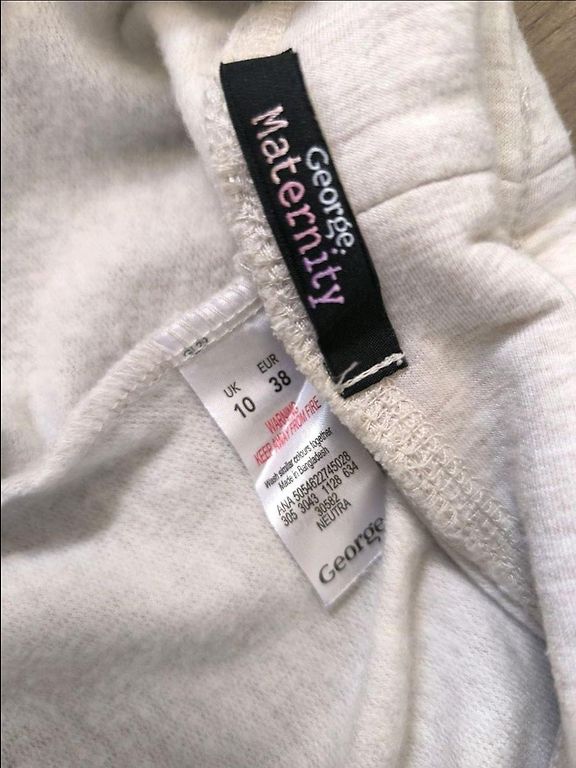 George:
Maternity
UK EUR
10 38
WARNING
KEEP AWAY FROM FIRE
Wash similar colours together
Made in Bangladesh
ANA 5054622745028
305 3043 1128 634
30582
NEUTRA
George